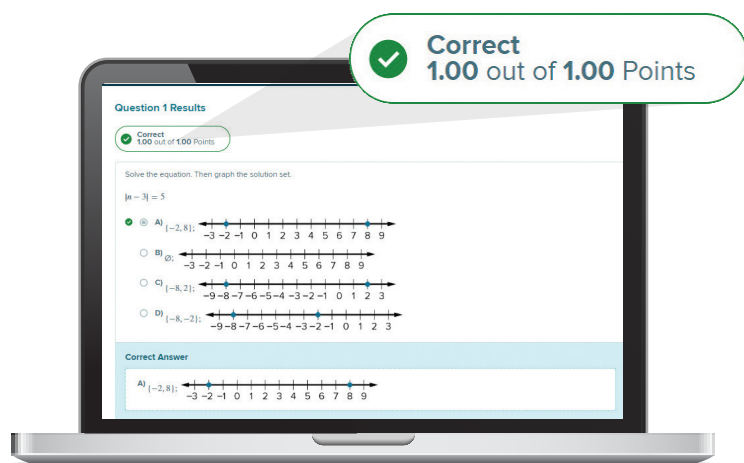 Correct
1.00 out of 1.00 Points
Question 1 Results
Correct
1.00 out of 1.00 Points
Solve the equation. Then graph the solution set.
|n − 3| = 5
A) {−2, 8};
−3 −2 −1 0 1 2 3 4 5 6 7 8 9
B) Ø;
−3 −2 −1 0 1 2 3 4 5 6 7 8 9
C) {−8, 2};
−9 −8 −7 −6 −5 −4 −3 −2 −1 0 1 2 3
D) {−8, −2};
−9 −8 −7 −6 −5 −4 −3 −2 −1 0 1 2 3
Correct Answer
A) {−2, 8};
−3 −2 −1 0 1 2 3 4 5 6 7 8 9